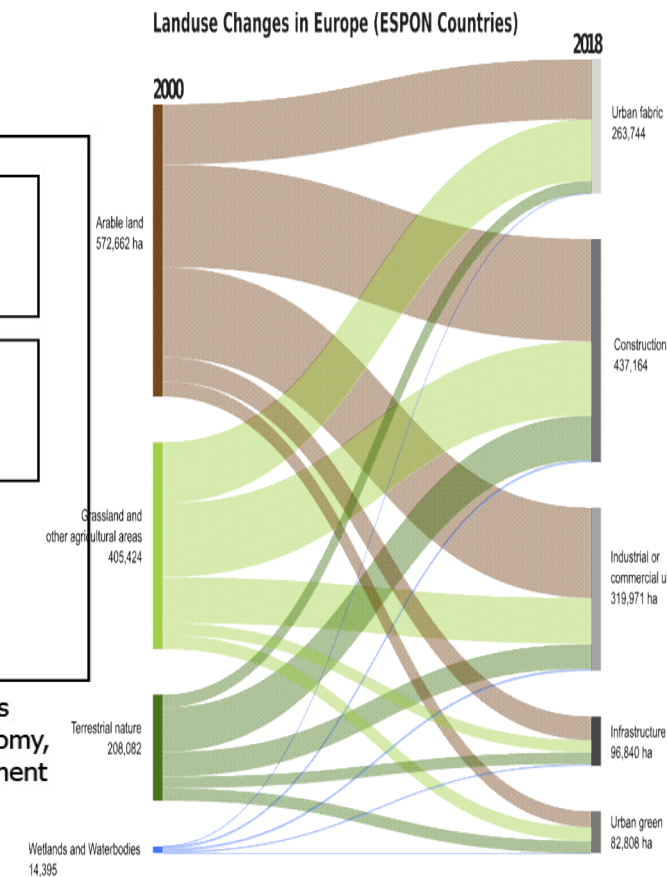 Landuse Changes in Europe (ESPON Countries)
2018
2000
Urban fabric
263,744
Arable land
572,662 ha
Construction
437,164
Grassland and
other agricultural areas
405,424
Industrial or
commercial u
319,971 ha
s
omy,
nent
Terrestrial nature
208,082
Infrastructure
96,840 ha
Urban green
82,808 ha
Wetlands and Waterbodies
14,395